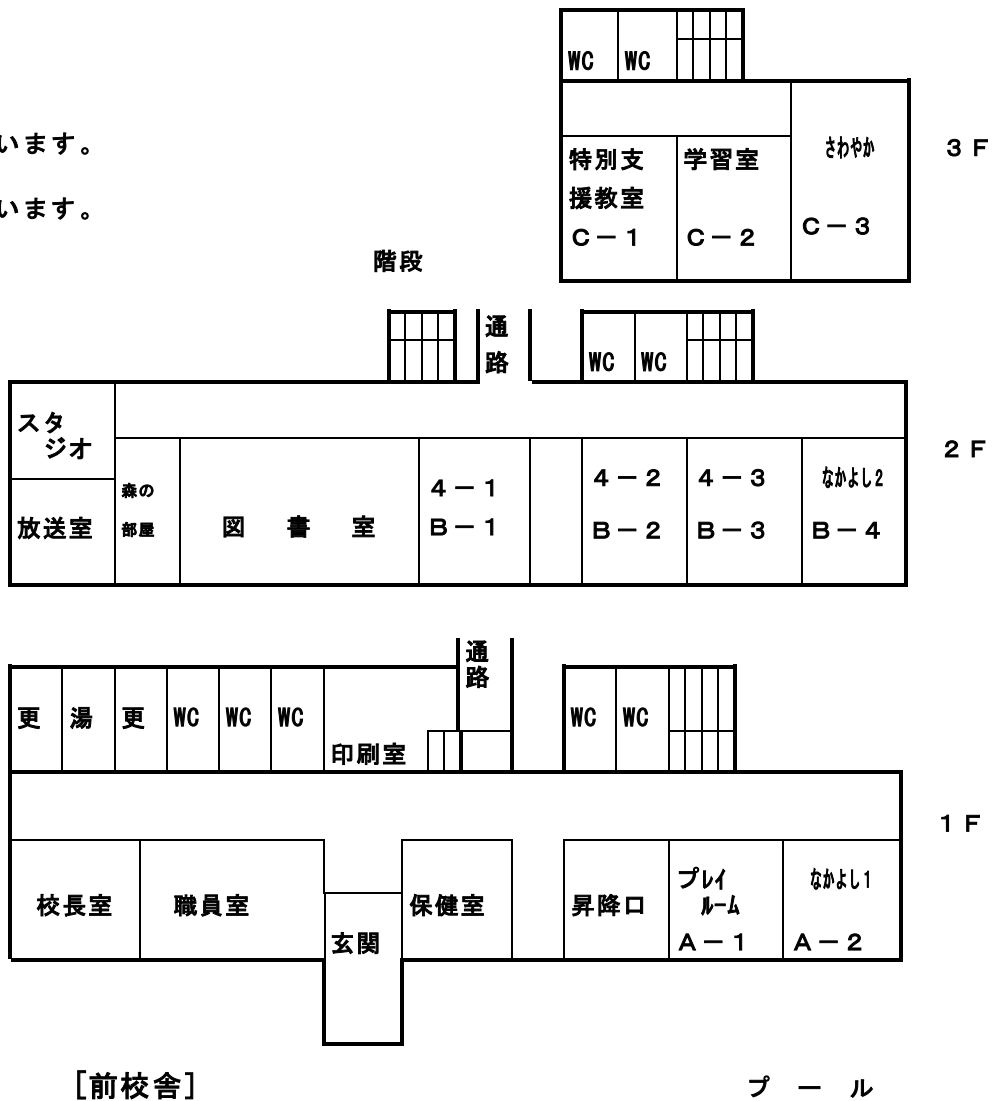 WC WC
います。
さわやか
３Ｆ
特別支 学習室
援教室
います。
Ｃ－１ Ｃ－２ Ｃ－３
階段
通
路
WC WC
スタ
ジオ
２Ｆ
４－１ ４－２ ４－３ なかよし2
森の
部屋
放送室 図　書　室 Ｂ－１ Ｂ－２ Ｂ－３ Ｂ－４
通
路
更 湯 更 WC WC WC WC WC
印刷室
１Ｆ
プレイ
ルーム
なかよし1
校長室 職員室 保健室 昇降口
玄関 Ａ－１ Ａ－２
［前校舎］ プール